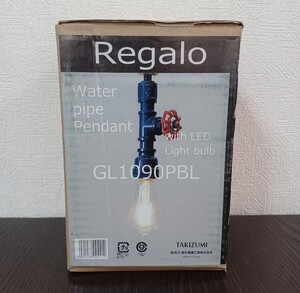 Regalo
Water
pipe
Pendant
with LED
Light bulb
GL1090PBL
TAKIZUMI